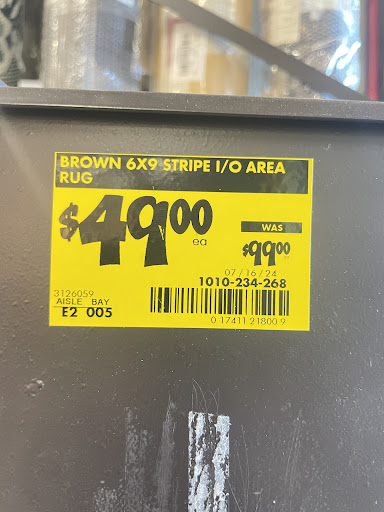 BROWN 6X9 STRIPE I/O AREA
RUG
$49.00
ea
WAS
$99.00
07/16/24
1010-234-268
3126059
AISLE BAY
E2 005
0 17411 21800 9